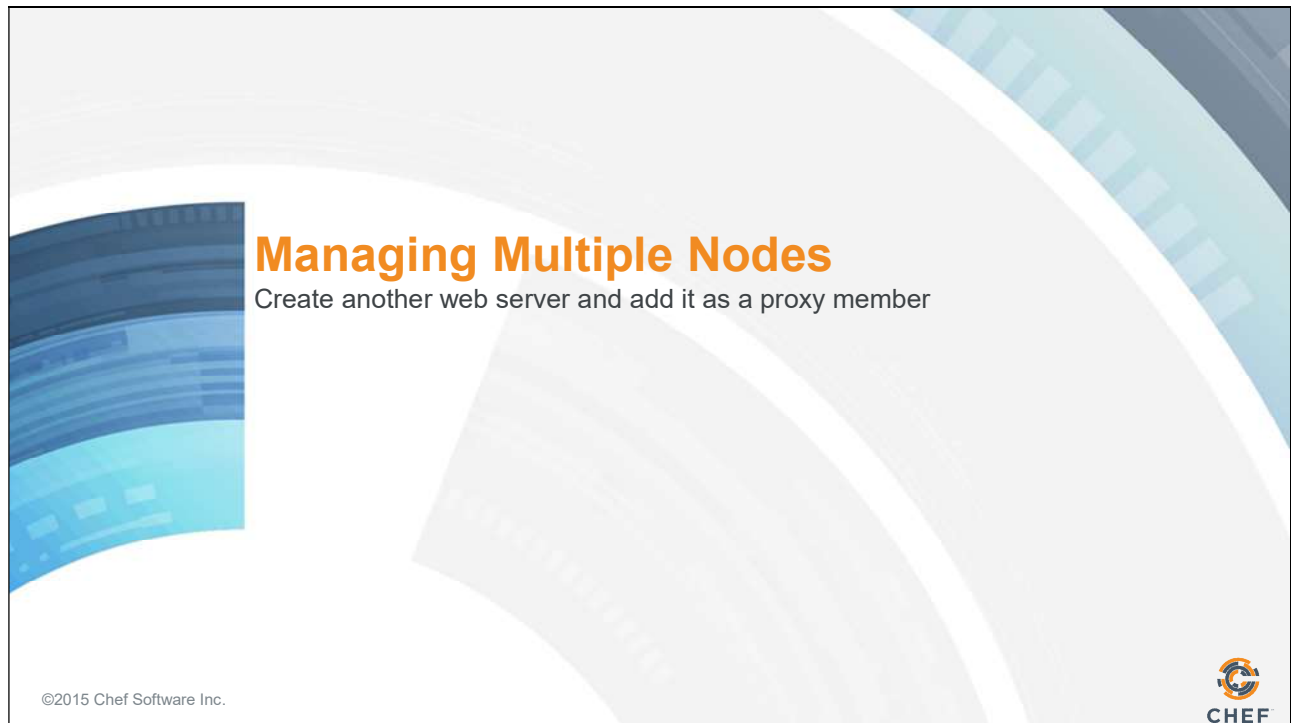 Managing Multiple Nodes
Create another web server and add it as a proxy member
©2015 Chef Software Inc.
CHEF